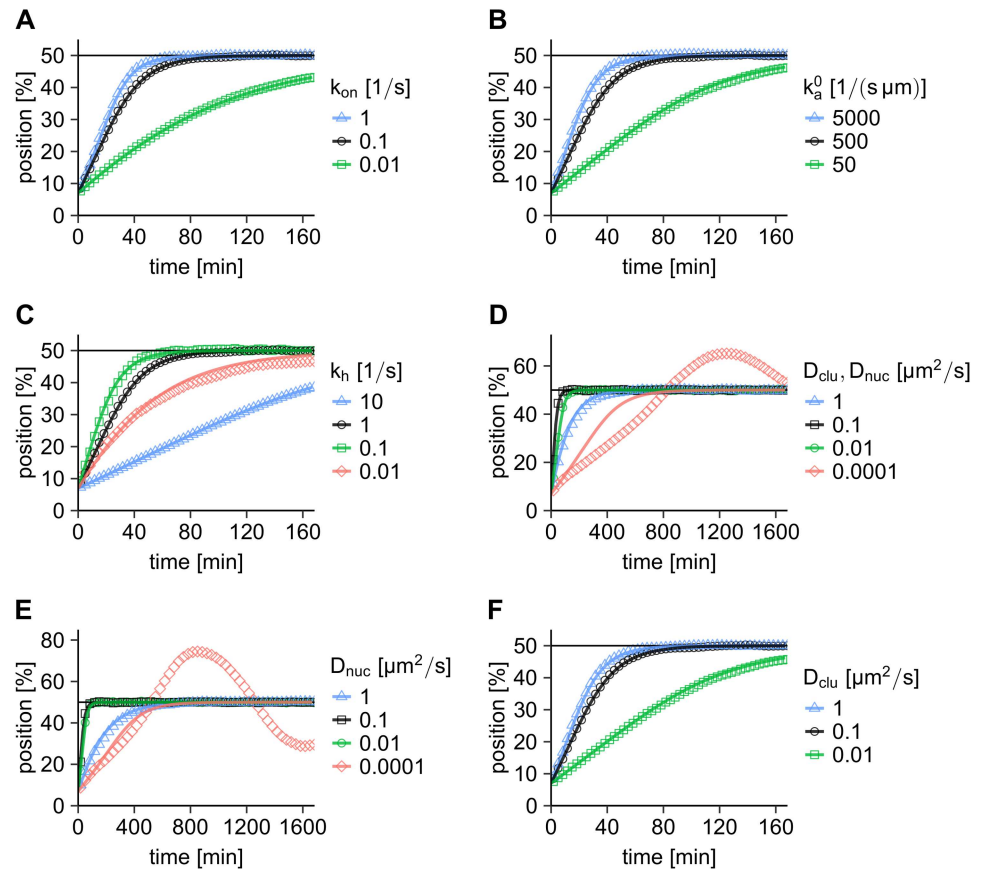 A
position [%]
50
40
30
20
10
0
0 40 80 120 160
time [min]
k_on [1/s]
1
0.1
0.01
B
position [%]
50
40
30
20
10
0
0 40 80 120 160
time [min]
k_a^0 [1/(s μm)]
5000
500
50
C
position [%]
50
40
30
20
10
0
0 40 80 120 160
time [min]
k_h [1/s]
10
1
0.1
0.01
D
position [%]
60
40
20
0
0 400 800 1200 1600
time [min]
D_clu, D_nuc [μm²/s]
1
0.1
0.01
0.0001
E
position [%]
80
60
40
20
0
0 400 800 1200 1600
time [min]
D_nuc [μm²/s]
1
0.1
0.01
0.0001
F
position [%]
50
40
30
20
10
0
0 40 80 120 160
time [min]
D_clu [μm²/s]
1
0.1
0.01